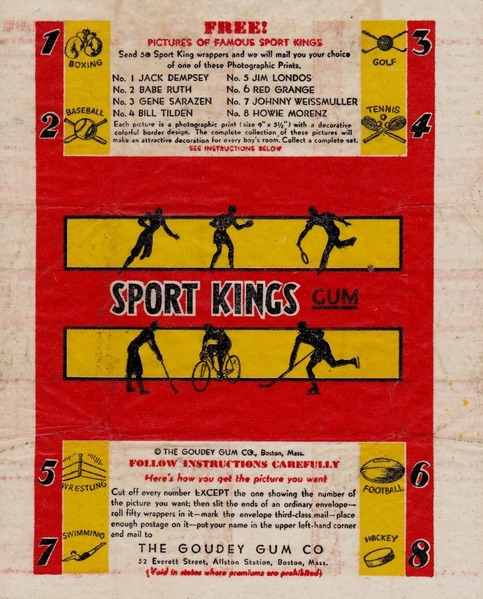 FREE!
PICTURES OF FAMOUS SPORT KINGS
Send 50 Sport King wrappers and we will mail you your choice
of one of these Photographic Prints.
No. 1 JACK DEMPSEY
No. 2 BABE RUTH
No. 3 GENE SARAZEN
No. 4 BILL TILDEN
No. 5 JIM LONDOS
No. 6 RED GRANGE
No. 7 JOHNNY WEISSMULLER
No. 8 HOWIE MORENZ
Each picture is a photographic print (size 9" x 5½") with a decorative
colorful border design. The complete collection of these pictures will
make an attractive decoration for every boy's room. Collect a complete set.
SEE INSTRUCTIONS BELOW
1
BOXING
2
BASEBALL
3
GOLF
TENNIS
4
SPORT KINGS GUM
© THE GOUDEY GUM CO., Boston, Mass.
FOLLOW INSTRUCTIONS CAREFULLY
Here's how you get the picture you want
Cut off every number EXCEPT the one showing the number of
the picture you want; then slit the ends of an ordinary envelope—
roll fifty wrappers in it—mark the envelope third-class mail—place
enough postage on it—put your name in the upper left-hand corner
and mail to
THE GOUDEY GUM CO
52 Everett Street, Allston Station, Boston, Mass.
(Void in states where premiums are prohibited)
5
WRESTLING
SWIMMING
7
6
FOOTBALL
HOCKEY
8